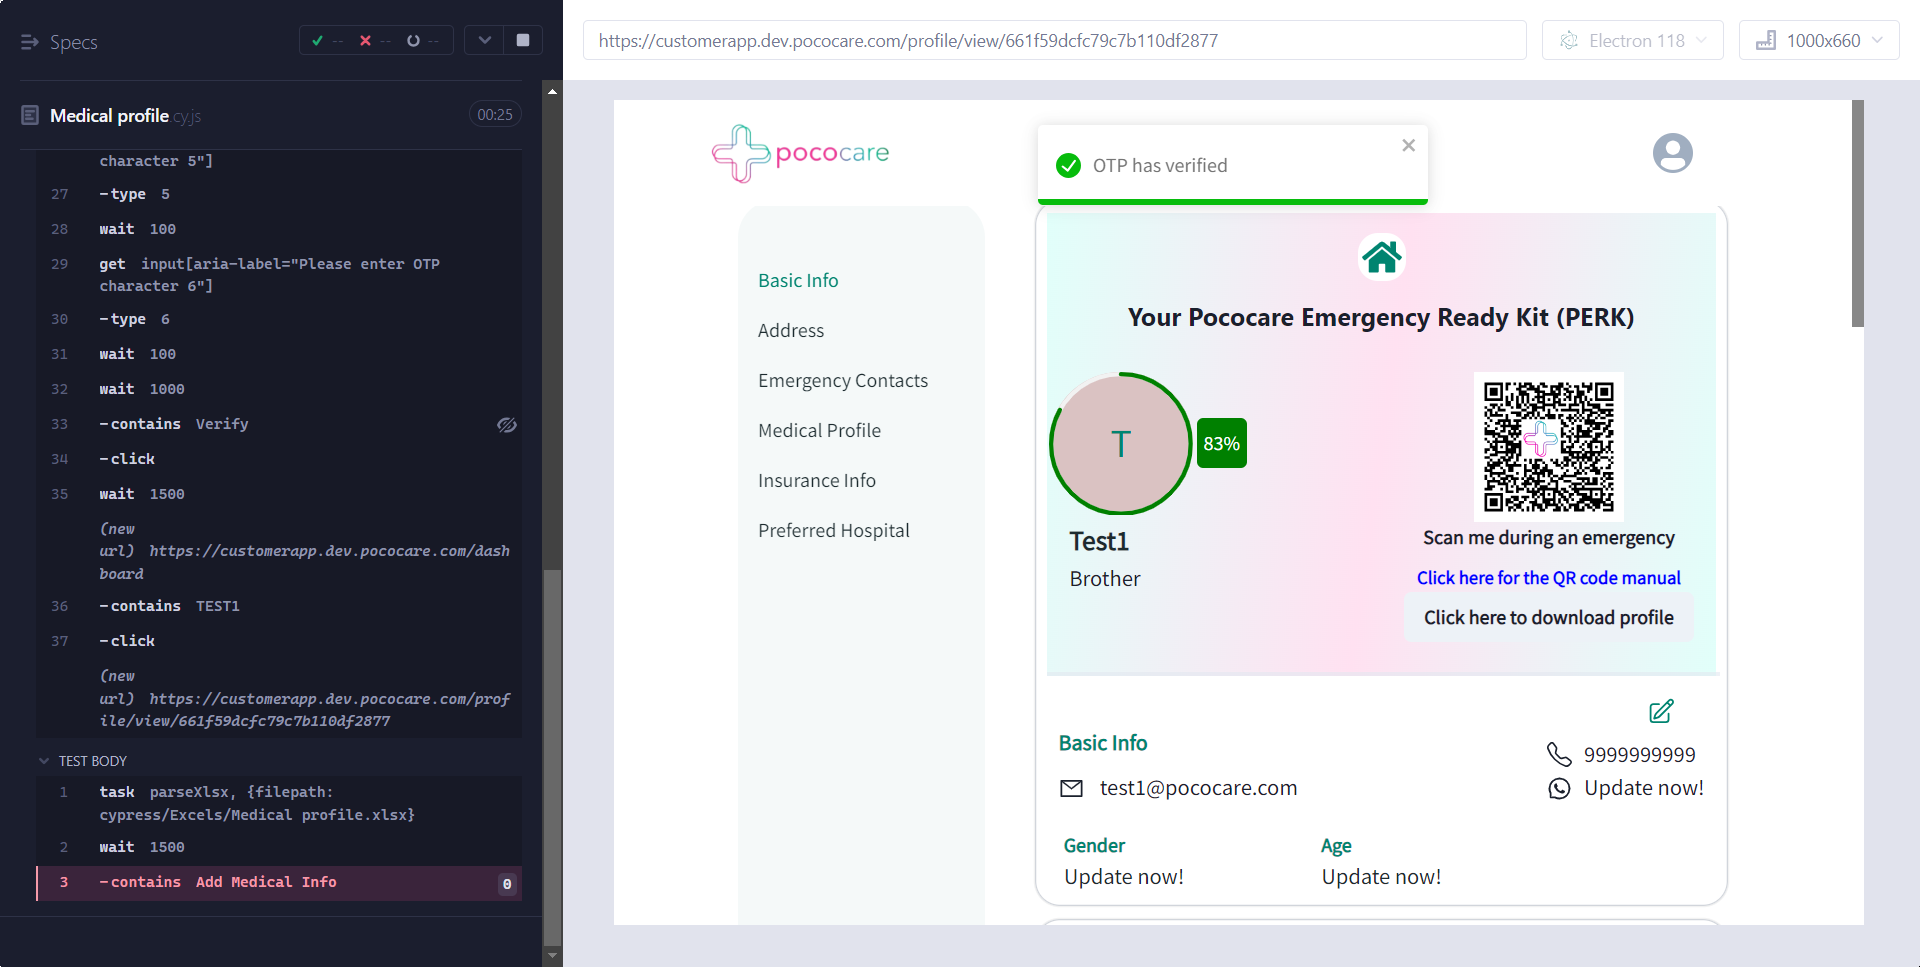 Specs
--
--
--
Medical profile.cy.js
00:25
character 5"]
27 -type 5
28 wait 100
29 get input[aria-label="Please enter OTP
character 6"]
30 -type 6
31 wait 100
32 wait 1000
33 -contains Verify
34 -click
35 wait 1500
(new
url) https://customerapp.dev.pococare.com/dash
board
36 -contains TEST1
37 -click
(new
url) https://customerapp.dev.pococare.com/prof
ile/view/661f59dcfc79c7b110df2877
TEST BODY
1 task parseXlsx, {filepath:
cypress/Excels/Medical profile.xlsx}
2 wait 1500
3 -contains Add Medical Info 0
https://customerapp.dev.pococare.com/profile/view/661f59dcfc79c7b110df2877
Electron 118
1000x660
pococare
OTP has verified
Basic Info
Address
Emergency Contacts
Medical Profile
Insurance Info
Preferred Hospital
Your Pococare Emergency Ready Kit (PERK)
T
83%
Test1
Brother
Scan me during an emergency
Click here for the QR code manual
Click here to download profile
Basic Info
9999999999
test1@pococare.com
Update now!
Gender
Age
Update now!
Update now!